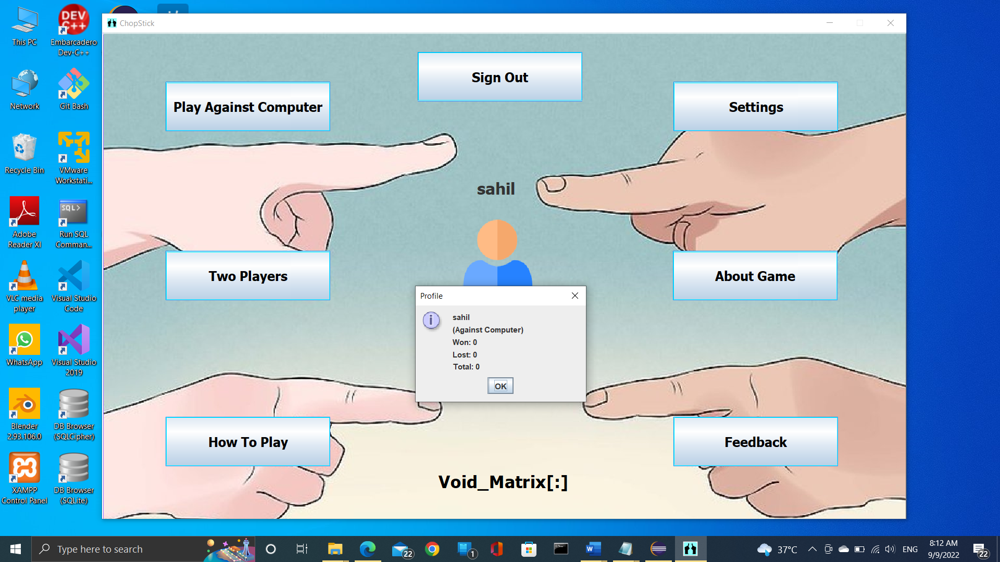 This PC
Embarcadero
Dev-C++
Network
Git Bash
Recycle Bin
VMware
Workstati...
Adobe
Reader XI
SQL>
Run SQL
Comman...
VLC media
player
Visual Studio
Code
WhatsApp
Visual Studio
2019
Blender
2.93.106.0
DB Browser
(SQLCipher)
XAMPP
Control Panel
DB Browser
(SQLite)
DEV
C++
ChopStick
Sign Out
Play Against Computer
Settings
sahil
Two Players
About Game
Profile
sahil
(Against Computer)
Won: 0
Lost: 0
Total: 0
OK
How To Play
Feedback
Void_Matrix[:]
Type here to search
22
1
W
37°C
ENG
8:12 AM
9/9/2022
22